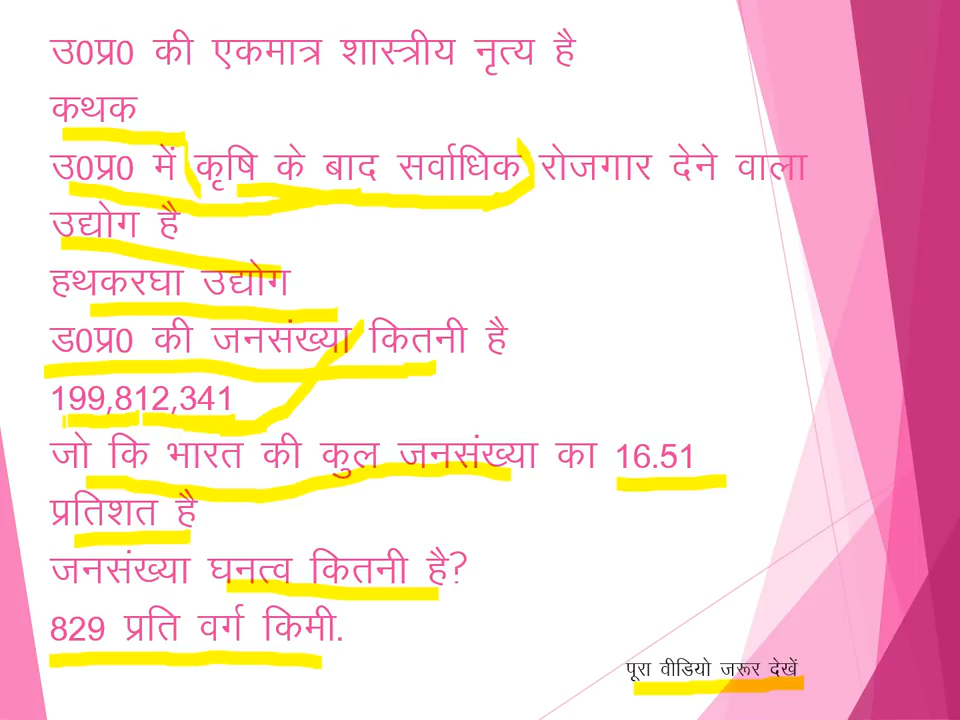 उ0प्र0 की एकमात्र शास्त्रीय नृत्य है
कथक
उ0प्र0 में कृषि के बाद सर्वाधिक रोजगार देने वाला
उद्योग है
हथकरघा उद्योग
ड0प्र0 की जनसंख्या कितनी है
199,812,341
जो कि भारत की कुल जनसंख्या का 16.51
प्रतिशत है
जनसंख्या घनत्व कितनी है?
829 प्रति वर्ग किमी.
पूरा वीडियो जरूर देखें